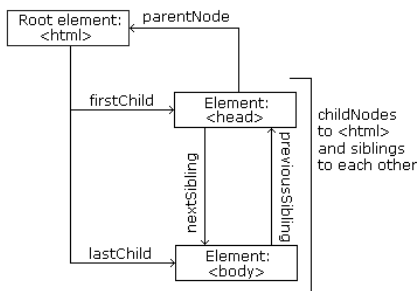 Root element:
<html>
parentNode
firstChild
Element:
<head>
childNodes
to <html>
and siblings
to each other
nextSibling
previousSibling
lastChild
Element:
<body>